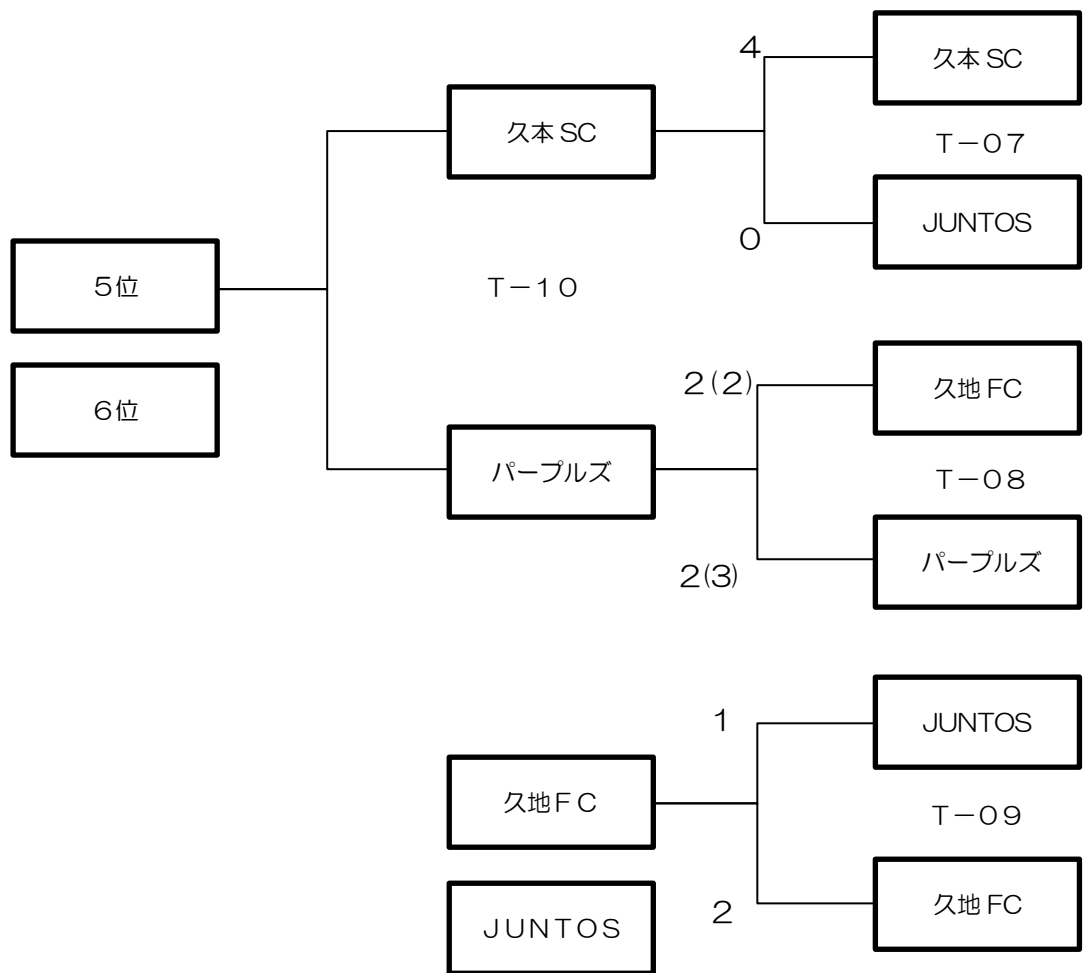 4
久本 SC
久本 SC
T－07
0
JUNTOS
5位
T－10
6位
2(2)
久地 FC
パープルズ
T－08
2(3)
パープルズ
1
JUNTOS
久地ＦＣ
T－09
2
久地 FC
ＪＵＮＴＯＳ